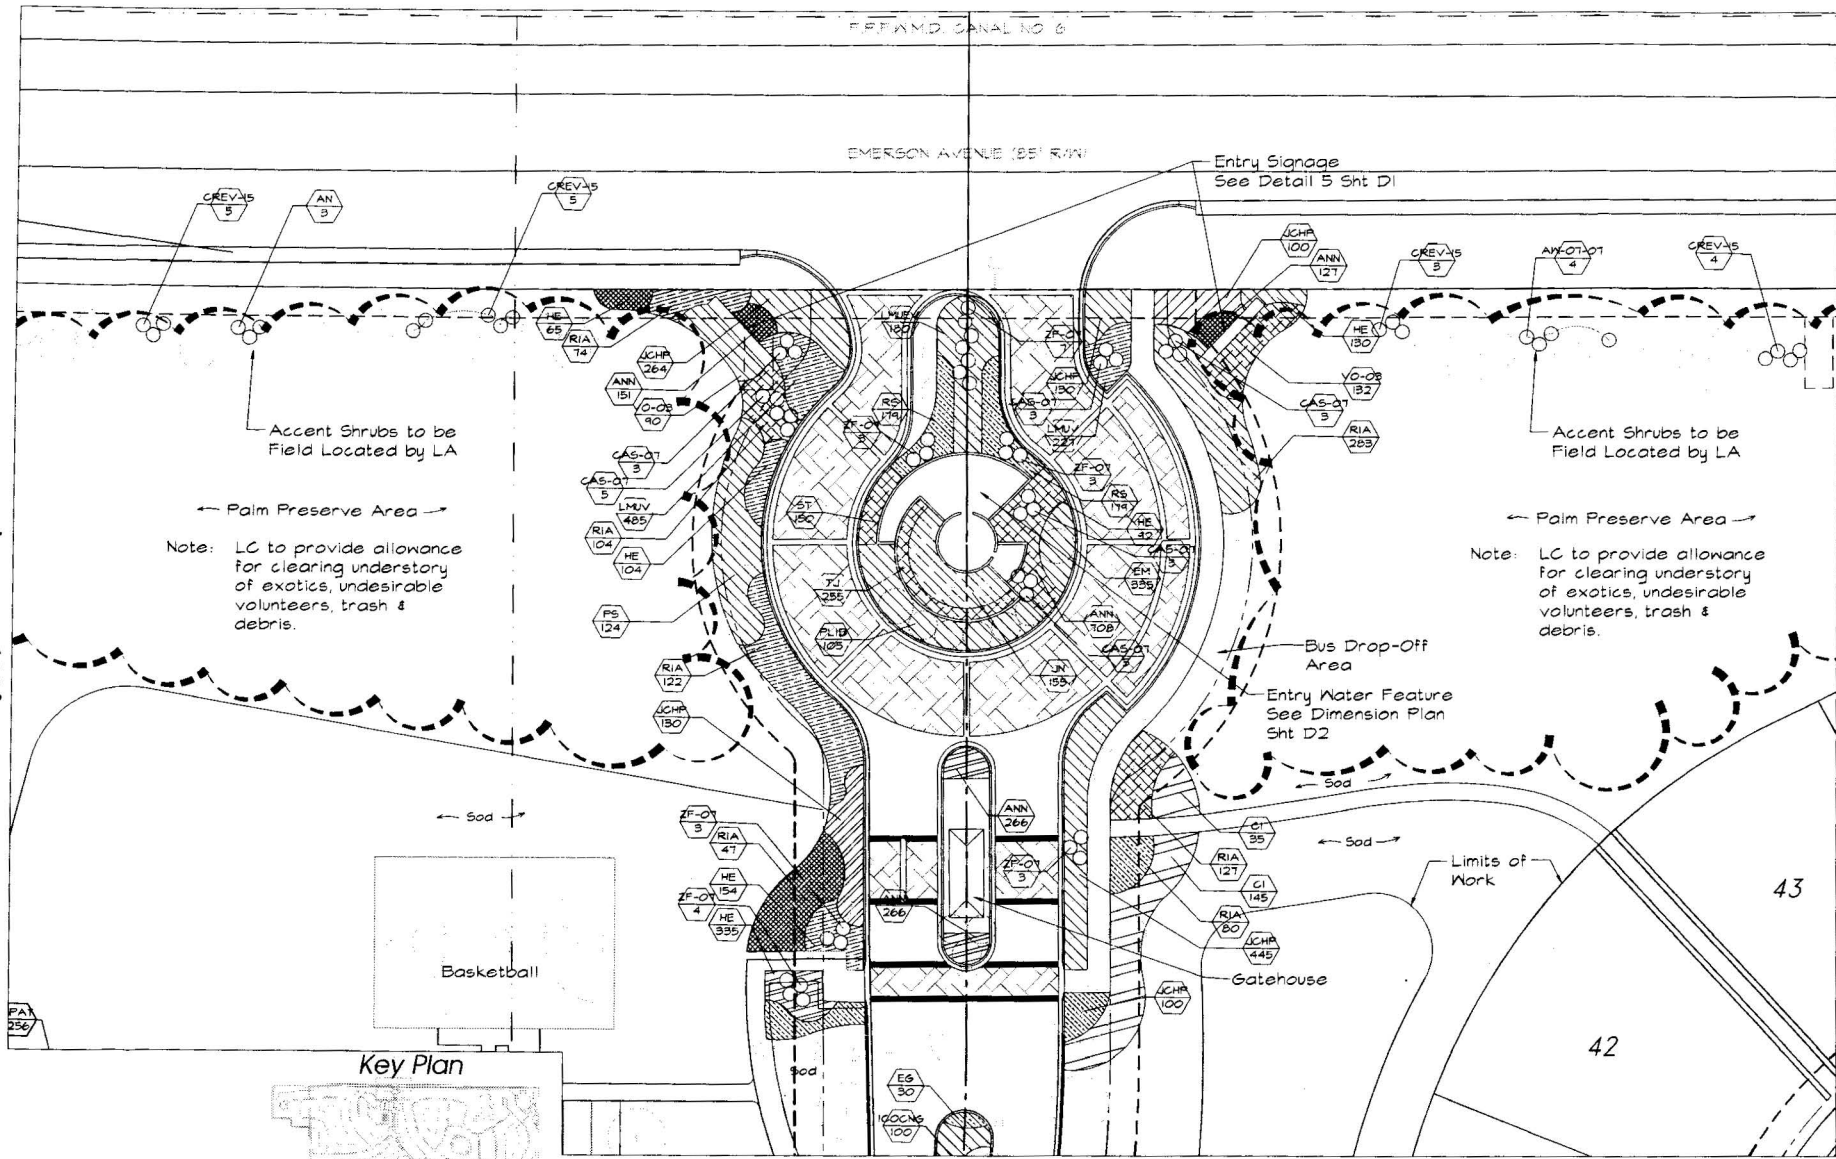 F.P.F.W.M.D. CANAL NO 6
EMERSON AVENUE (85' R/W)
Entry Signage
See Detail 5 Sht D1
CREV-15
5
AN
3
CREV-15
5
JCHP
100
ANN
127
CREV-15
3
AW-07-07
4
CREV-15
4
HE
65
RIA
74
JCHP
264
ANN
151
VO-03
90
CAS-07
3
CAS-07
5
LMUV
485
RIA
104
HE
104
PS
124
RIA
122
JCHP
130
LMUE
180
ZF-07
7
JCHP
130
CAS-07
3
LMUV
227
RS
179
ZF-07
3
ZF-07
3
RS
179
HE
42
CAS-07
3
EM
335
ST
150
TJ
255
PLIB
105
ANN
708
CAS-07
5
JN
155
HE
130
VO-03
132
CAS-07
3
RIA
283
Accent Shrubs to be
Field Located by LA
← Palm Preserve Area →
Note: LC to provide allowance
for clearing understory
of exotics, undesirable
volunteers, trash &
debris.
Accent Shrubs to be
Field Located by LA
← Palm Preserve Area →
Note: LC to provide allowance
for clearing understory
of exotics, undesirable
volunteers, trash &
debris.
Bus Drop-Off
Area
Entry Water Feature
See Dimension Plan
Sht D2
← Sod →
← Sod →
← Sod →
ZF-07
3
RIA
47
HE
154
ZF-07
4
HE
335
ANN
266
ZF-07
3
ANN
266
CI
35
RIA
127
CI
145
RIA
80
JCHP
445
JCHP
100
Limits of
Work
Gatehouse
43
42
Basketball
PAT
256
Key Plan
Sod
EG
30
100CNG
100